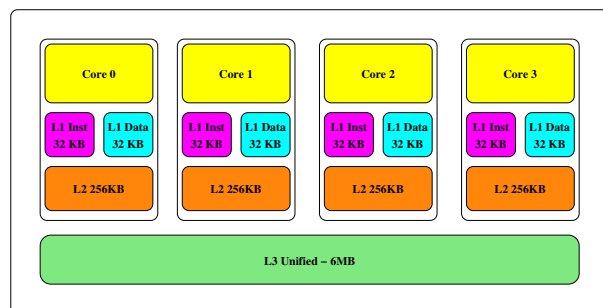 Core 0
Core 1
Core 2
Core 3
L1 Inst
32 KB
L1 Data
32 KB
L1 Inst
32 KB
L1 Data
32 KB
L1 Inst
32 KB
L1 Data
32 KB
L1 Inst
32 KB
L1 Data
32 KB
L2 256KB
L2 256KB
L2 256KB
L2 256KB
L3 Unified − 6MB